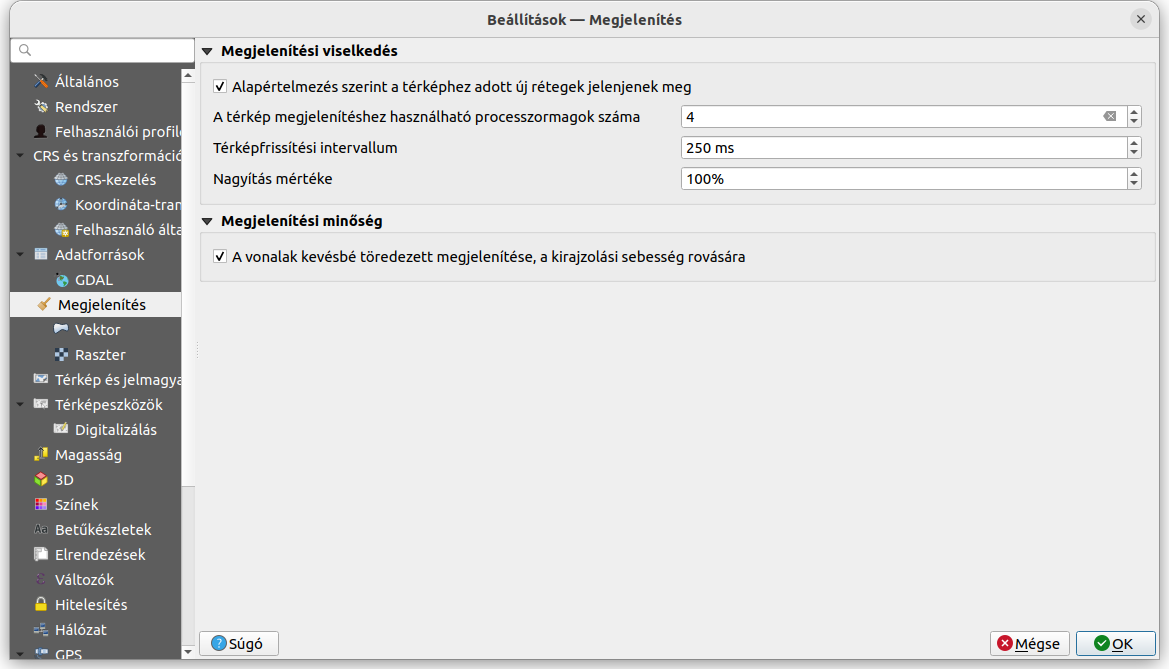 Beállítások — Megjelenítés
Általános
Rendszer
Felhasználói profilo
CRS és transzformáció
CRS-kezelés
Koordináta-tran
Felhasználó álta
Adatforrások
GDAL
Megjelenítés
Vektor
Raszter
Térkép és jelmagya
Térképeszközök
Digitalizálás
Magasság
3D
Színek
Aa Betűkészletek
Elrendezések
Változók
Hitelesítés
Hálózat
GPS
Megjelenítési viselkedés
Alapértelmezés szerint a térképhez adott új rétegek jelenjenek meg
A térkép megjelenítéshez használható processzormagok száma 4
Térképfrissítési intervallum 250 ms
Nagyítás mértéke 100%
Megjelenítési minőség
A vonalak kevésbé töredezett megjelenítése, a kirajzolási sebesség rovására
Súgó
Mégse
OK